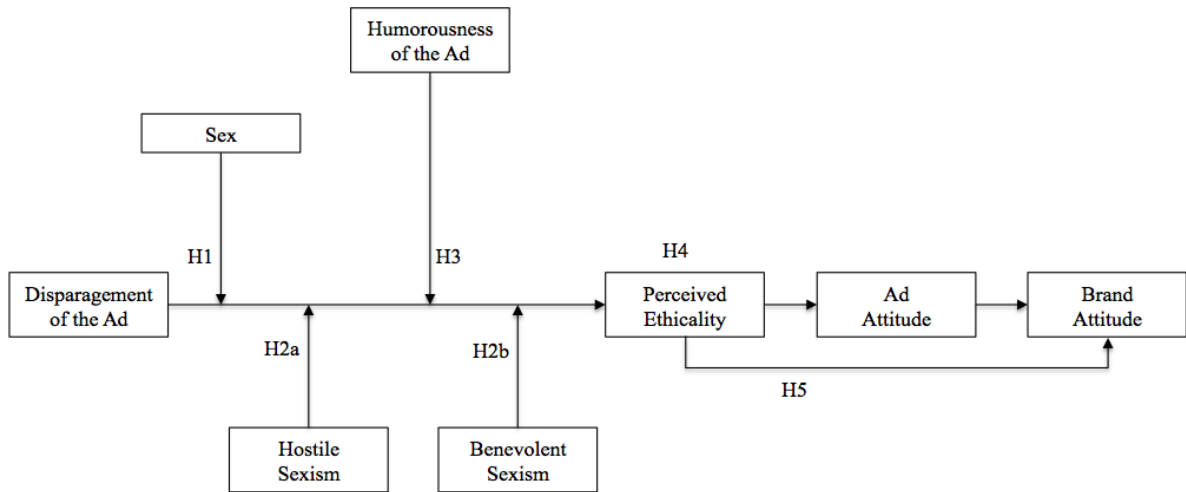 Humorousness
of the Ad
Sex
H1
H3
H4
Disparagement
of the Ad
Perceived
Ethicality
Ad
Attitude
Brand
Attitude
H2a
H2b
H5
Hostile
Sexism
Benevolent
Sexism